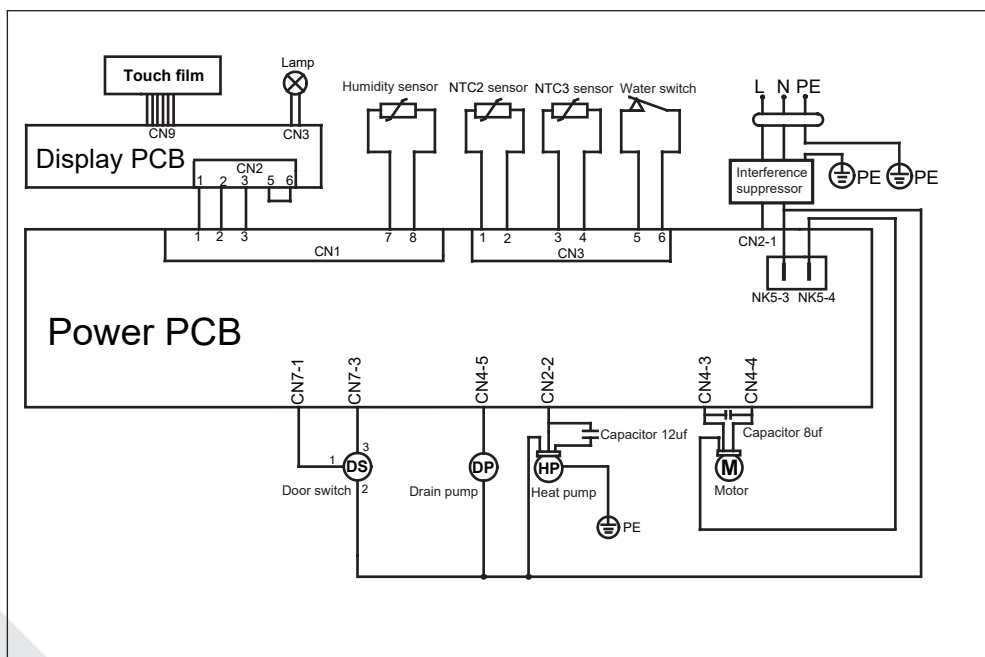 Touch film
Lamp
Humidity sensor
NTC2 sensor
NTC3 sensor
Water switch
L N PE
CN9
CN3
Display PCB
CN2
1 2 3 5 6
Interference
suppressor
PE
PE
1 2 3
7 8
1 2
3 4
5 6
CN2-1
CN1
CN3
NK5-3 NK5-4
Power PCB
CN7-1
CN7-3
CN4-5
CN2-2
CN4-3
CN4-4
Capacitor 12uf
Capacitor 8uf
3
1
DS
2
DP
HP
M
Door switch
Drain pump
Heat pump
Motor
PE